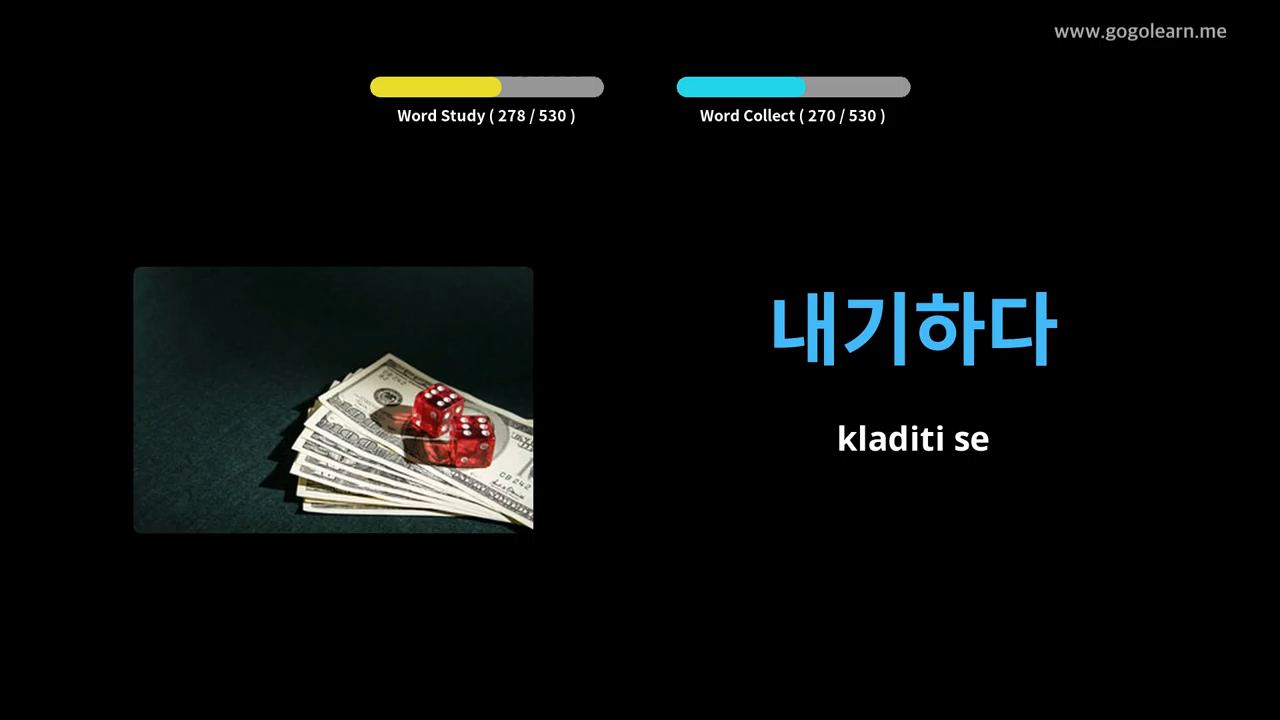 www.gogolearn.me
Word Study ( 278 / 530 )
Word Collect ( 270 / 530 )
내기하다
kladiti se